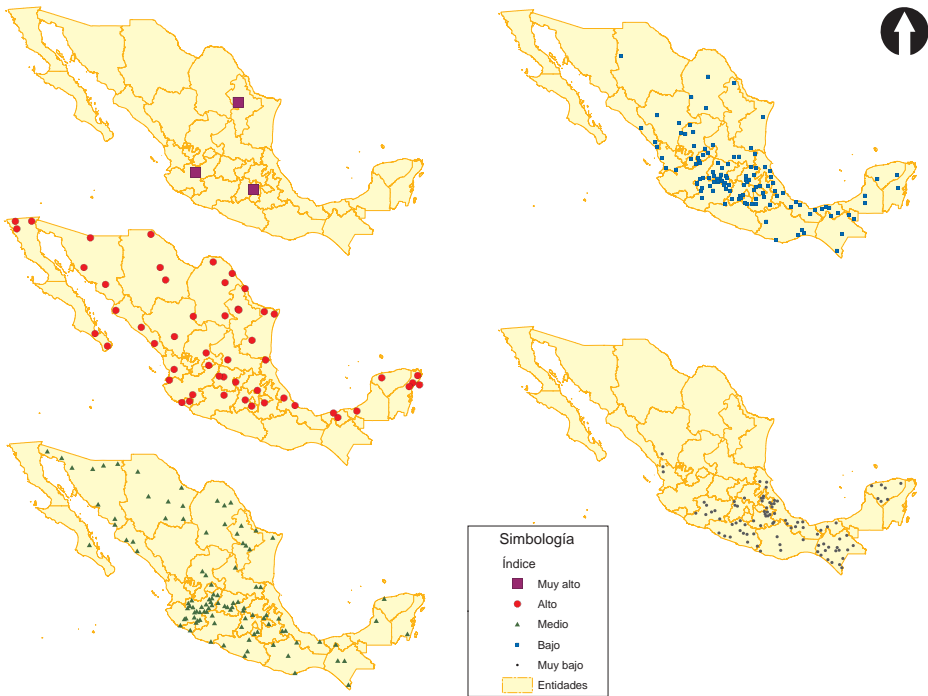 Simbología
Índice
Muy alto
Alto
Medio
Bajo
Muy bajo
Entidades